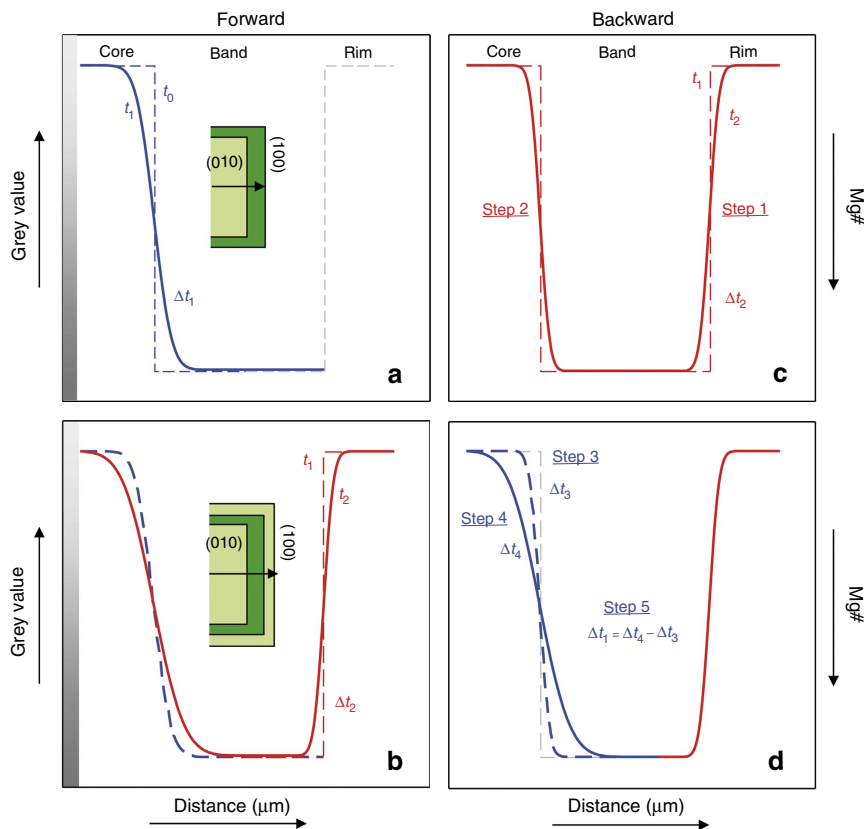 Forward
Backward
Core
Band
Rim
t1
t0
(010)
(100)
Δt1
a
Grey value
Core
Band
Rim
t1
t2
Step 2
Step 1
Δt2
c
Mg#
t1
t2
(010)
(100)
Δt2
b
Grey value
Distance (μm)
Step 3
Δt3
Step 4
Δt4
Step 5
Δt1 = Δt4 – Δt3
d
Mg#
Distance (μm)